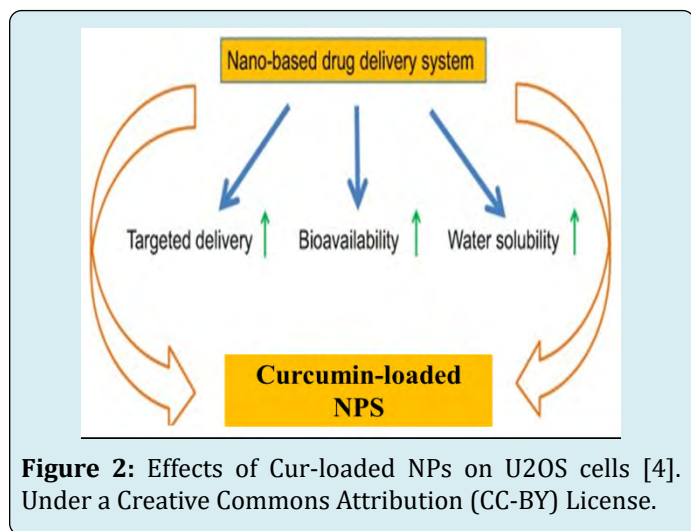 Nano-based drug delivery system
Targeted delivery Bioavailability Water solubility
Curcumin-loaded
NPS
Figure 2: Effects of Cur-loaded NPs on U2OS cells [4].
Under a Creative Commons Attribution (CC-BY) License.